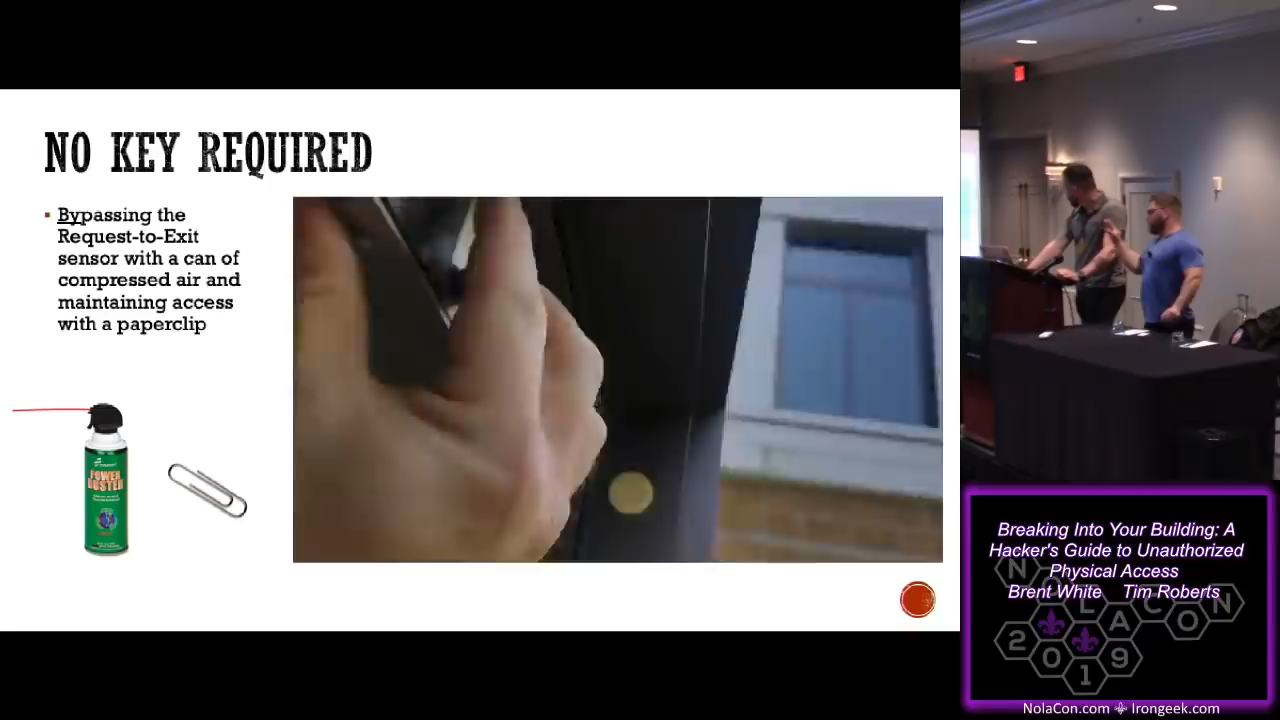 NO KEY REQUIRED
Bypassing the
Request-to-Exit
sensor with a can of
compressed air and
maintaining access
with a paperclip
POWER
DUSTER
Breaking Into Your Building: A
Hacker's Guide to Unauthorized
Physical Access
Brent White Tim Roberts
NOLACON
2019
NolaCon.com Irongeek.com